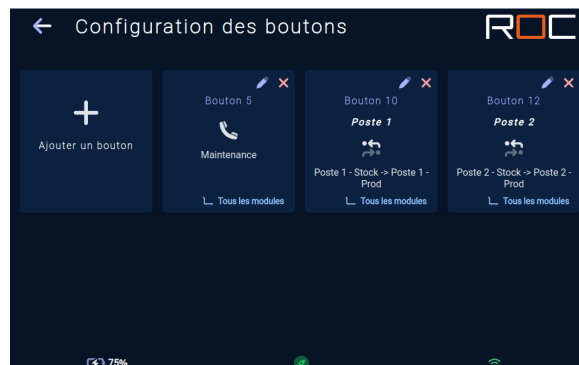 Configuration des boutons
ROC
Ajouter un bouton
Bouton 5
Maintenance
Tous les modules
Bouton 10
Poste 1
Poste 1 - Stock -> Poste 1 -
Prod
Tous les modules
Bouton 12
Poste 2
Poste 2 - Stock -> Poste 2 -
Prod
Tous les modules
75%